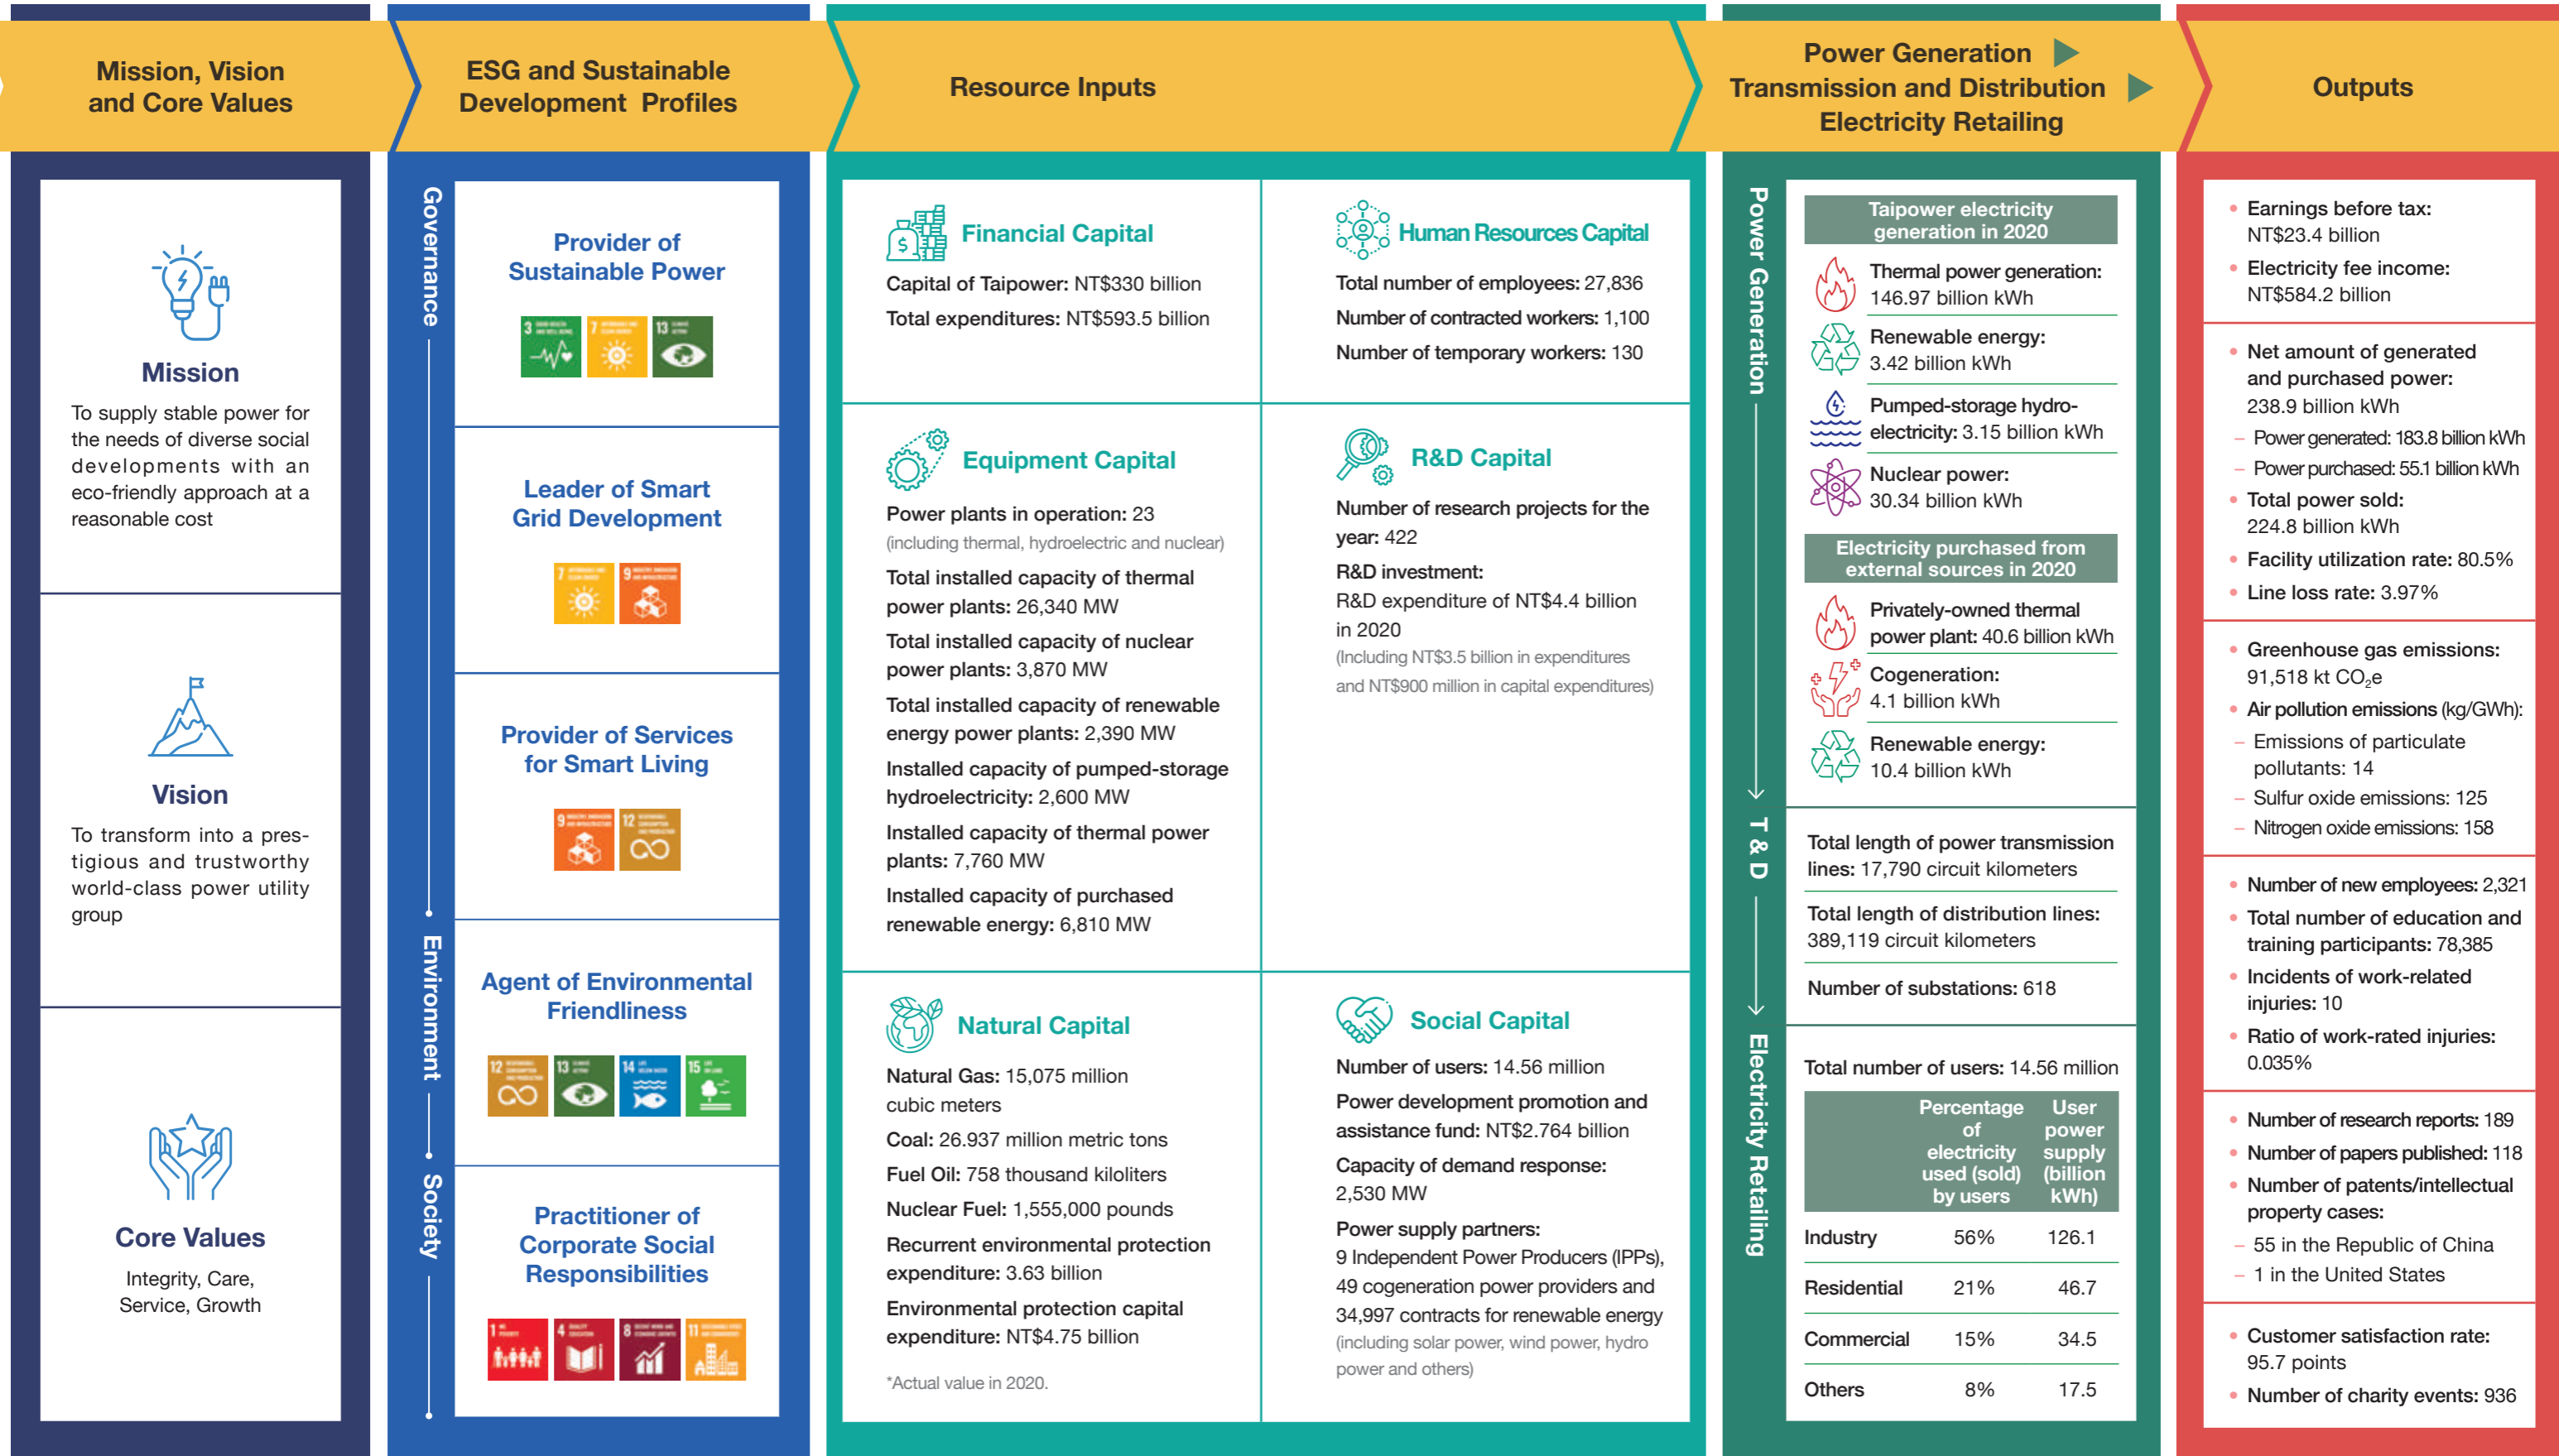 Mission, Vision
and Core Values
ESG and Sustainable
Development Profiles
Resource Inputs
Power Generation
Transmission and Distribution
Electricity Retailing
Outputs
Mission
To supply stable power for
the needs of diverse social
developments with an
eco-friendly approach at a
reasonable cost
Vision
To transform into a pres-
tigious and trustworthy
world-class power utility
group
Core Values
Integrity, Care,
Service, Growth
Governance
Environment
Society
Provider of
Sustainable Power
3
7
13
Leader of Smart
Grid Development
7
9
Provider of Services
for Smart Living
9
12
Agent of Environmental
Friendliness
12
13
14
15
Practitioner of
Corporate Social
Responsibilities
1
4
8
11
Financial Capital
Capital of Taipower: NT$330 billion
Total expenditures: NT$593.5 billion
Human Resources Capital
Total number of employees: 27,836
Number of contracted workers: 1,100
Number of temporary workers: 130
Equipment Capital
Power plants in operation: 23
(including thermal, hydroelectric and nuclear)
Total installed capacity of thermal
power plants: 26,340 MW
Total installed capacity of nuclear
power plants: 3,870 MW
Total installed capacity of renewable
energy power plants: 2,390 MW
Installed capacity of pumped-storage
hydroelectricity: 2,600 MW
Installed capacity of thermal power
plants: 7,760 MW
Installed capacity of purchased
renewable energy: 6,810 MW
R&D Capital
Number of research projects for the
year: 422
R&D investment:
R&D expenditure of NT$4.4 billion
in 2020
(Including NT$3.5 billion in expenditures
and NT$900 million in capital expenditures)
Natural Capital
Natural Gas: 15,075 million
cubic meters
Coal: 26.937 million metric tons
Fuel Oil: 758 thousand kiloliters
Nuclear Fuel: 1,555,000 pounds
Recurrent environmental protection
expenditure: 3.63 billion
Environmental protection capital
expenditure: NT$4.75 billion
*Actual value in 2020.
Social Capital
Number of users: 14.56 million
Power development promotion and
assistance fund: NT$2.764 billion
Capacity of demand response:
2,530 MW
Power supply partners:
9 Independent Power Producers (IPPs),
49 cogeneration power providers and
34,997 contracts for renewable energy
(including solar power, wind power, hydro
power and others)
Power Generation
T & D
Electricity Retailing
Taipower electricity
generation in 2020
Thermal power generation:
146.97 billion kWh
Renewable energy:
3.42 billion kWh
Pumped-storage hydro-
electricity: 3.15 billion kWh
Nuclear power:
30.34 billion kWh
Electricity purchased from
external sources in 2020
Privately-owned thermal
power plant: 40.6 billion kWh
Cogeneration:
4.1 billion kWh
Renewable energy:
10.4 billion kWh
Total length of power transmission
lines: 17,790 circuit kilometers
Total length of distribution lines:
389,119 circuit kilometers
Number of substations: 618
Total number of users: 14.56 million
Percentage of electricity used (sold) by users User power supply (billion kWh)
Industry 56% 126.1
Residential 21% 46.7
Commercial 15% 34.5
Others 8% 17.5
• Earnings before tax:
NT$23.4 billion
• Electricity fee income:
NT$584.2 billion
• Net amount of generated
and purchased power:
238.9 billion kWh
– Power generated: 183.8 billion kWh
– Power purchased: 55.1 billion kWh
• Total power sold:
224.8 billion kWh
• Facility utilization rate: 80.5%
• Line loss rate: 3.97%
• Greenhouse gas emissions:
91,518 kt CO₂e
• Air pollution emissions (kg/GWh):
– Emissions of particulate
pollutants: 14
– Sulfur oxide emissions: 125
– Nitrogen oxide emissions: 158
• Number of new employees: 2,321
• Total number of education and
training participants: 78,385
• Incidents of work-related
injuries: 10
• Ratio of work-rated injuries:
0.035%
• Number of research reports: 189
• Number of papers published: 118
• Number of patents/intellectual
property cases:
– 55 in the Republic of China
– 1 in the United States
• Customer satisfaction rate:
95.7 points
• Number of charity events: 936